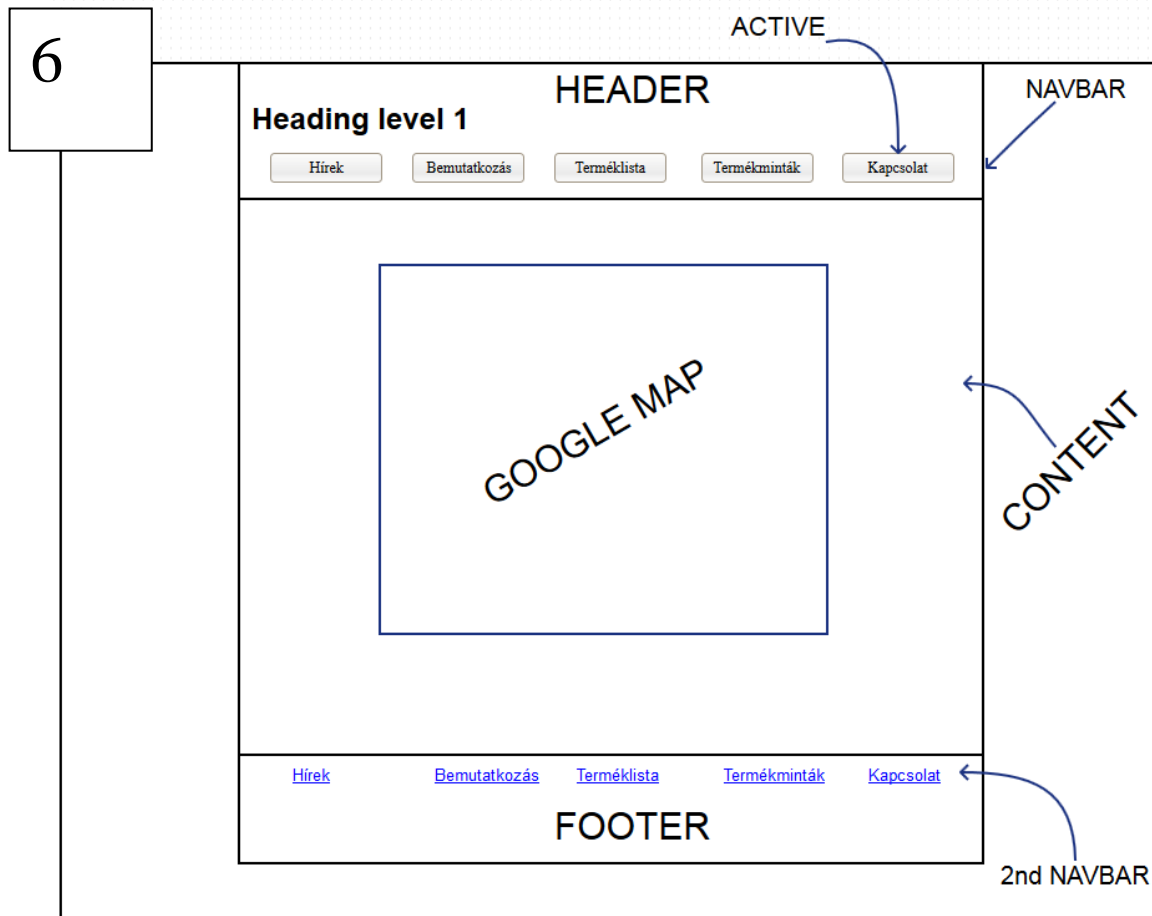 6
ACTIVE
HEADER
NAVBAR
Heading level 1
Hírek Bemutatkozás Terméklista Termékminták Kapcsolat
GOOGLE MAP
CONTENT
Hírek Bemutatkozás Terméklista Termékminták Kapcsolat
FOOTER
2nd NAVBAR